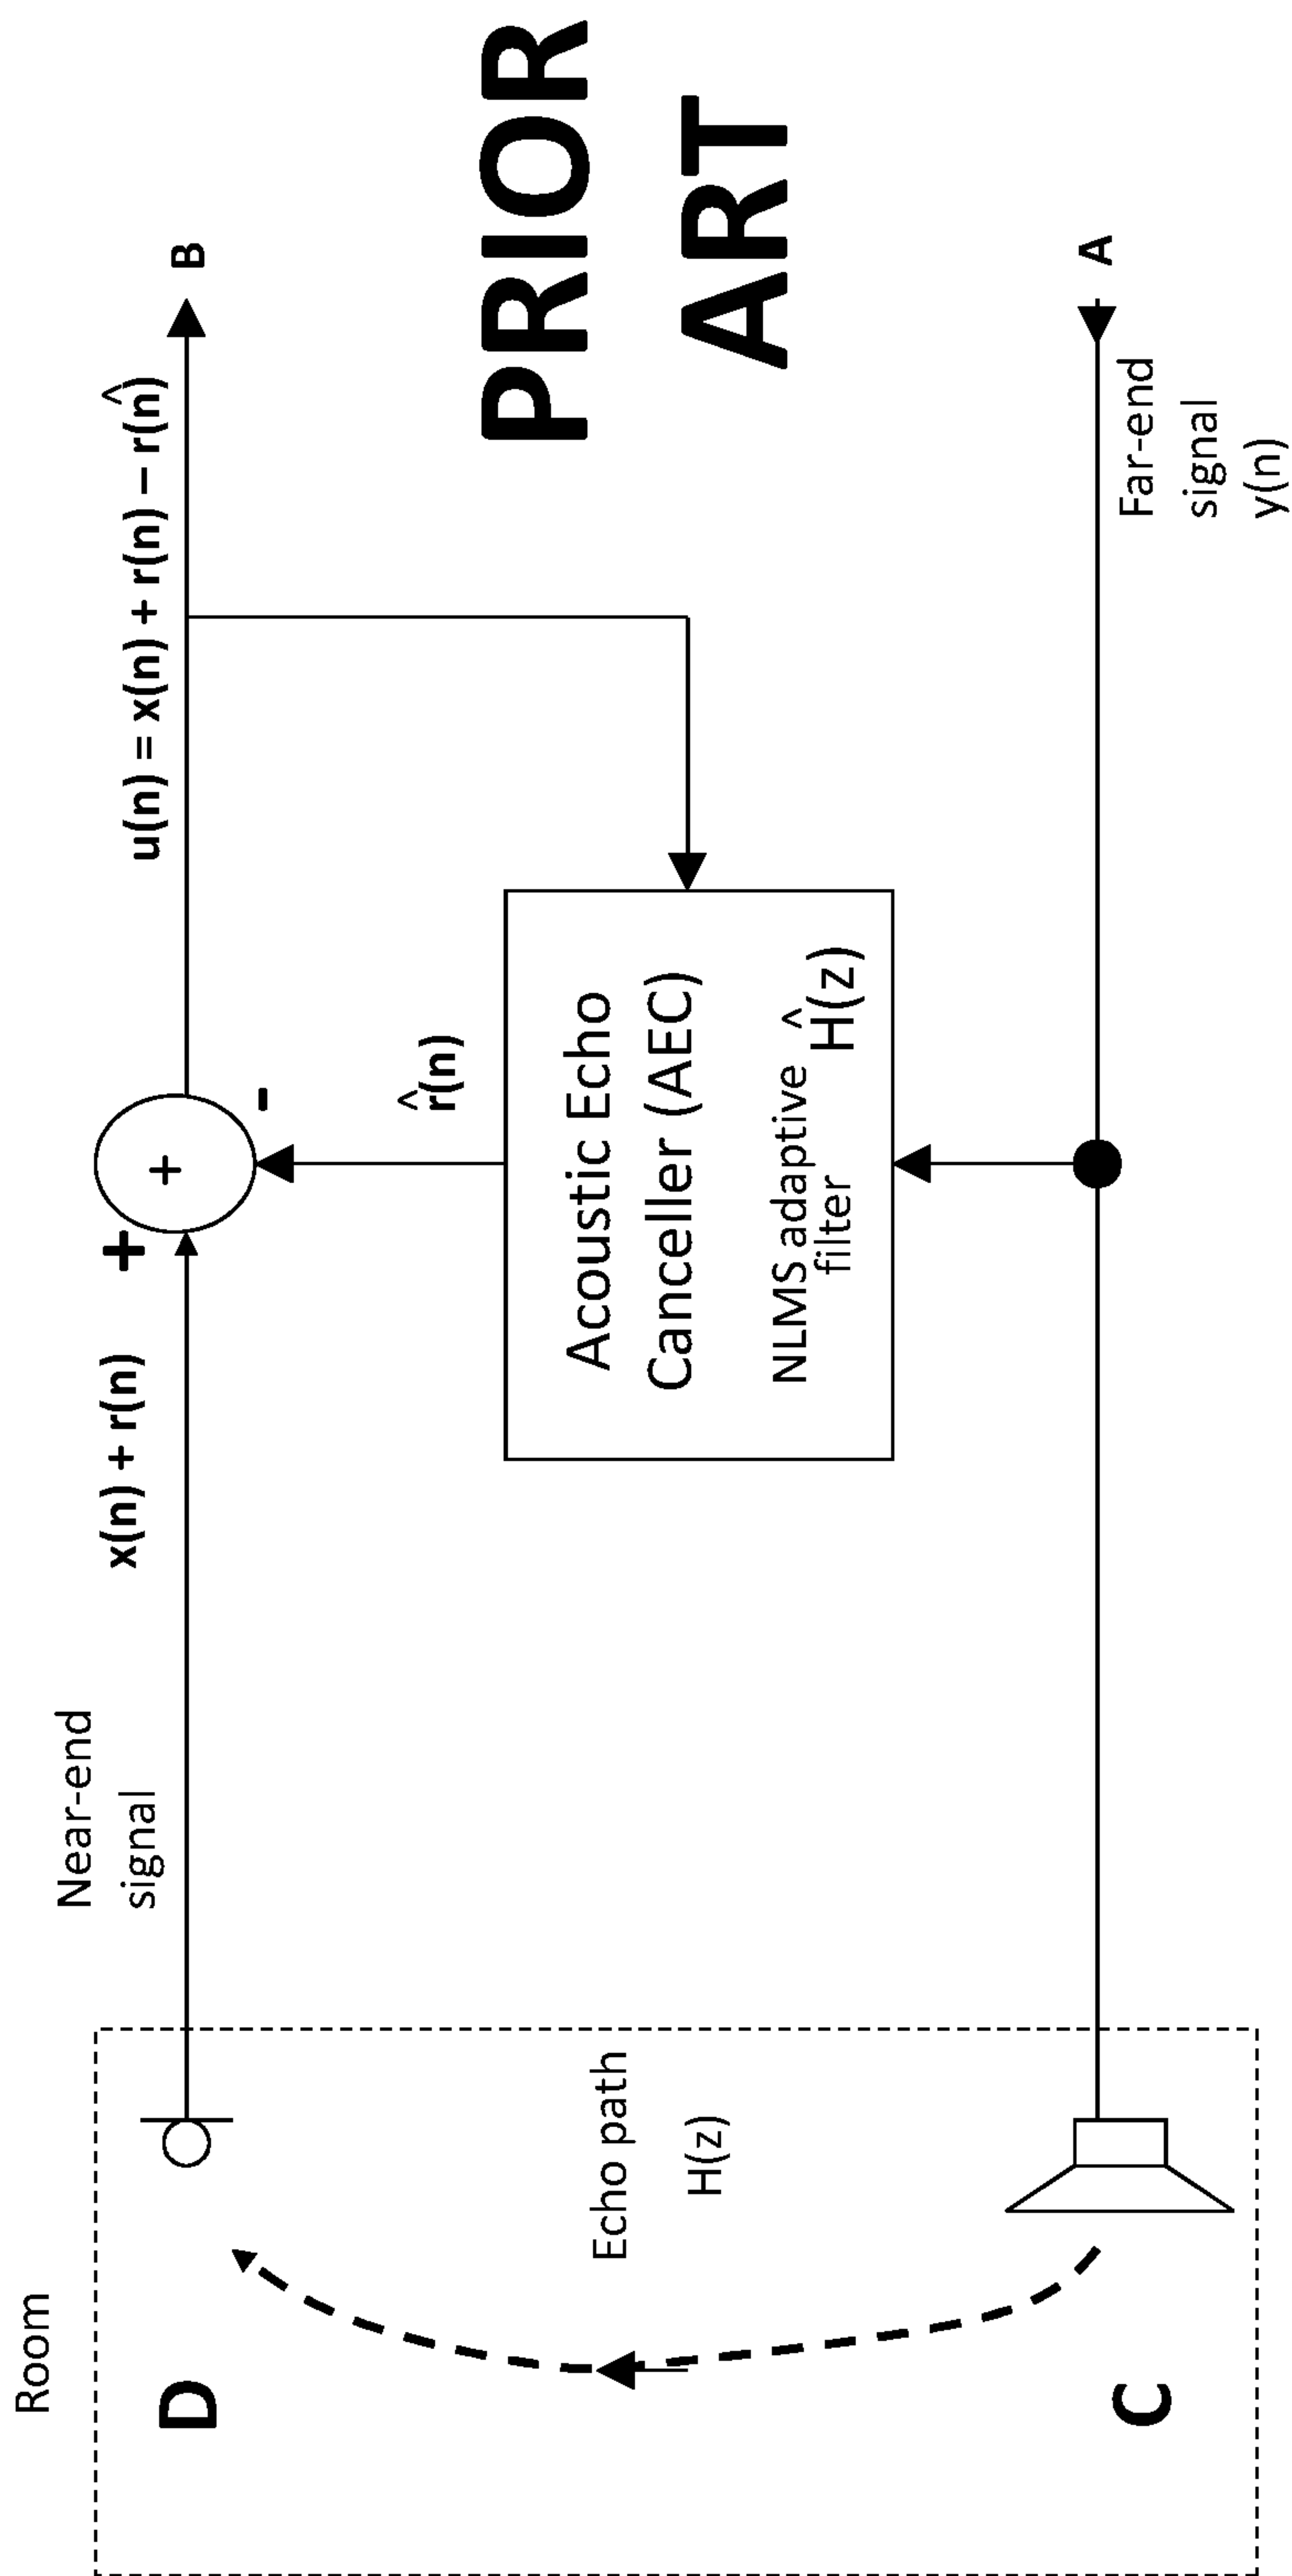 Room
D
Near-end
signal
x(n) + r(n)
+
+
-
u(n) = x(n) + r(n) – r(n̂)
B
Echo path
H(z)
r̂(n)
Acoustic Echo
Canceller (AEC)
NLMS adaptive
filter
Ĥ(z)
C
Far-end
signal
y(n)
A
PRIOR
ART